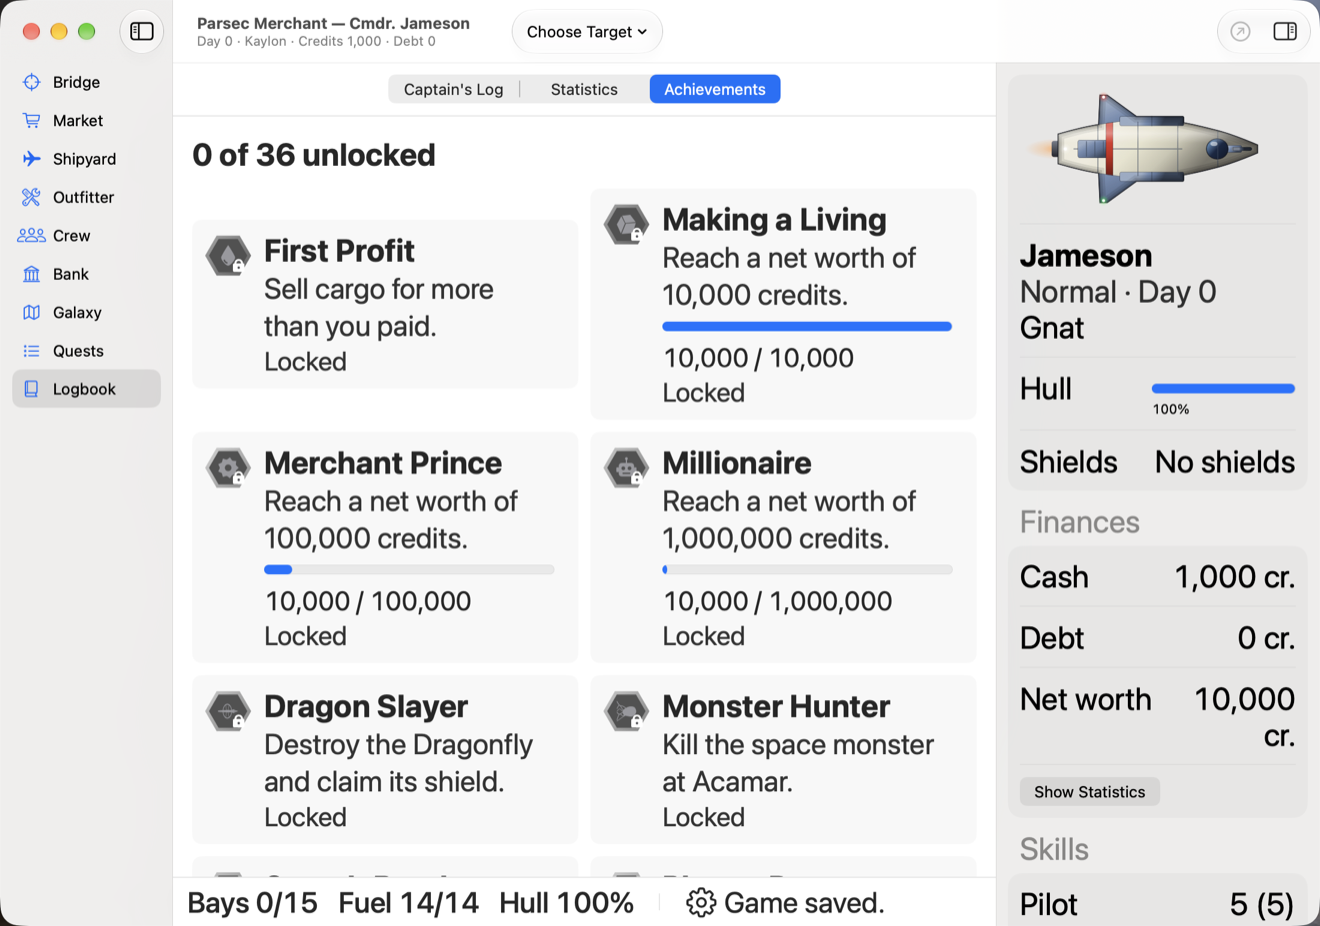 Parsec Merchant — Cmdr. Jameson
Day 0 · Kaylon · Credits 1,000 · Debt 0
Choose Target
Bridge
Market
Shipyard
Outfitter
Crew
Bank
Galaxy
Quests
Logbook
Captain's Log
Statistics
Achievements
0 of 36 unlocked
First Profit
Sell cargo for more
than you paid.
Locked
Making a Living
Reach a net worth of
10,000 credits.
10,000 / 10,000
Locked
Merchant Prince
Reach a net worth of
100,000 credits.
10,000 / 100,000
Locked
Millionaire
Reach a net worth of
1,000,000 credits.
10,000 / 1,000,000
Locked
Dragon Slayer
Destroy the Dragonfly
and claim its shield.
Locked
Monster Hunter
Kill the space monster
at Acamar.
Locked
Bays 0/15 Fuel 14/14 Hull 100% Game saved.
Jameson
Normal · Day 0
Gnat
Hull
100%
Shields No shields
Finances
Cash 1,000 cr.
Debt 0 cr.
Net worth 10,000
cr.
Show Statistics
Skills
Pilot 5 (5)